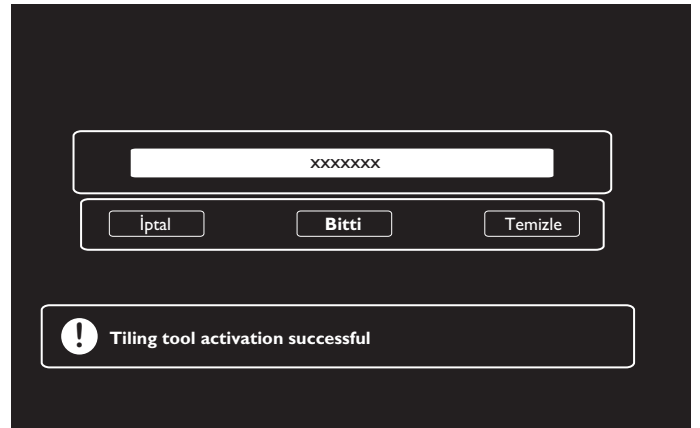 xxxxxxx
İptal Bitti Temizle
! Tiling tool activation successful